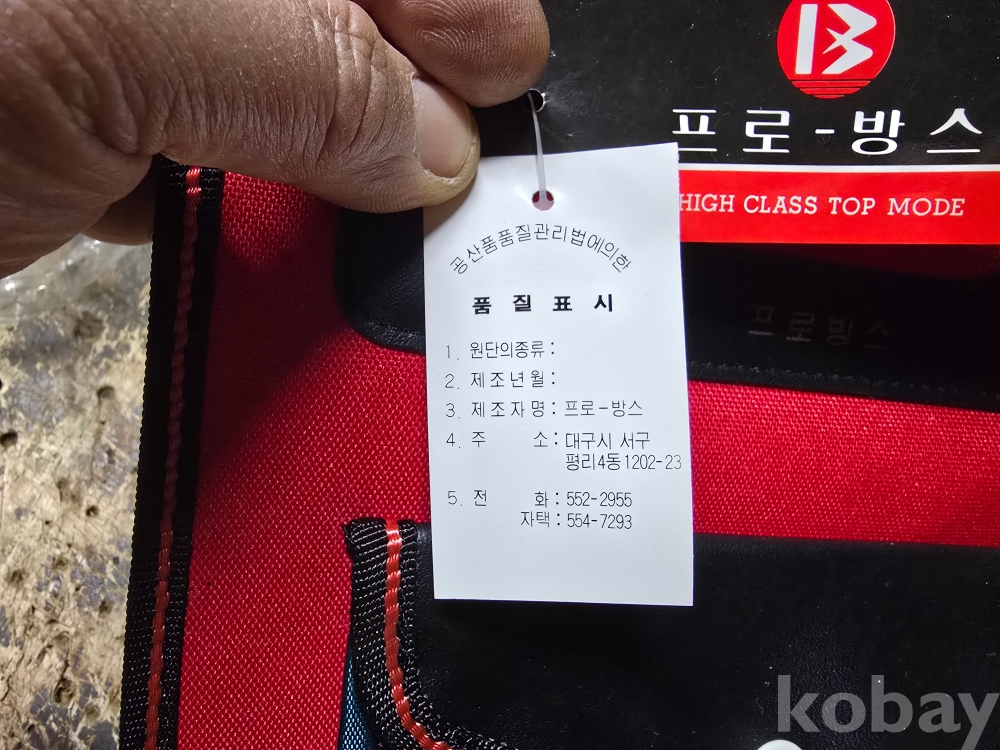 B
프로-방스
HIGH CLASS TOP MODE
프로방스
공산품품질관리법에의한
품 질 표 시
1. 원단의종류 :
2. 제 조 년 월 :
3. 제 조 자 명 : 프로-방스
4. 주 소 : 대구시 서구
평리4동 1202-23
5. 전 화 : 552-2955
자택 : 554-7293
kobay